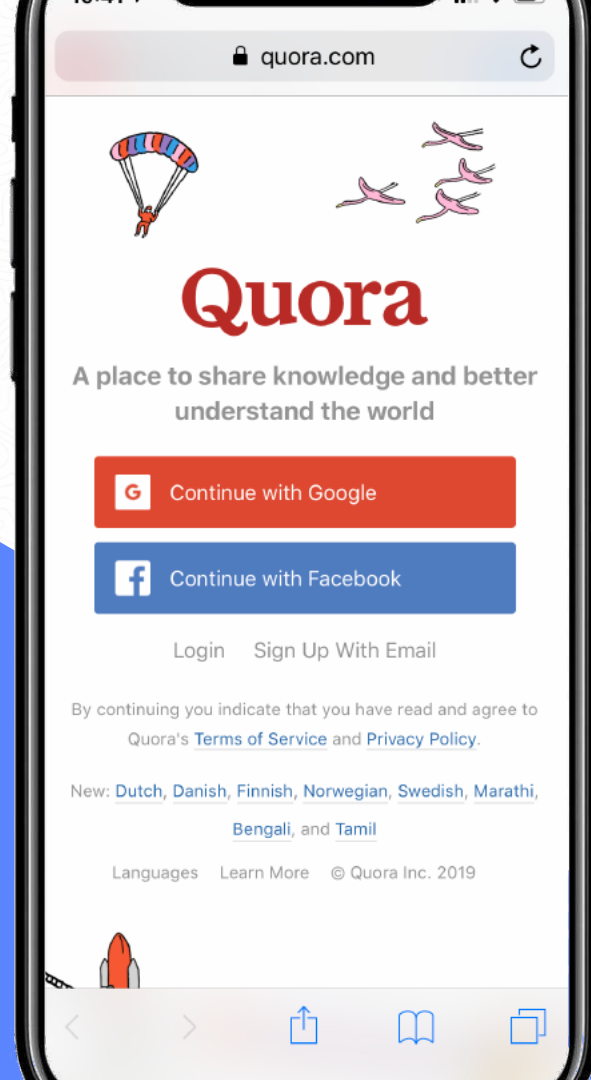 quora.com
Quora
A place to share knowledge and better
understand the world
G Continue with Google
f Continue with Facebook
Login Sign Up With Email
By continuing you indicate that you have read and agree to
Quora's Terms of Service and Privacy Policy.
New: Dutch, Danish, Finnish, Norwegian, Swedish, Marathi,
Bengali, and Tamil
Languages Learn More © Quora Inc. 2019